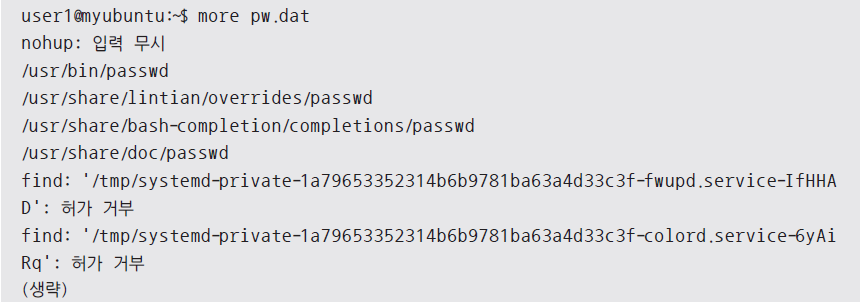 user1@myubuntu:~$ more pw.dat
nohup: 입력 무시
/usr/bin/passwd
/usr/share/lintian/overrides/passwd
/usr/share/bash-completion/completions/passwd
/usr/share/doc/passwd
find: '/tmp/systemd-private-1a79653352314b6b9781ba63a4d33c3f-fwupd.service-IfHHA
D': 허가 거부
find: '/tmp/systemd-private-1a79653352314b6b9781ba63a4d33c3f-colord.service-6yAi
Rq': 허가 거부
(생략)